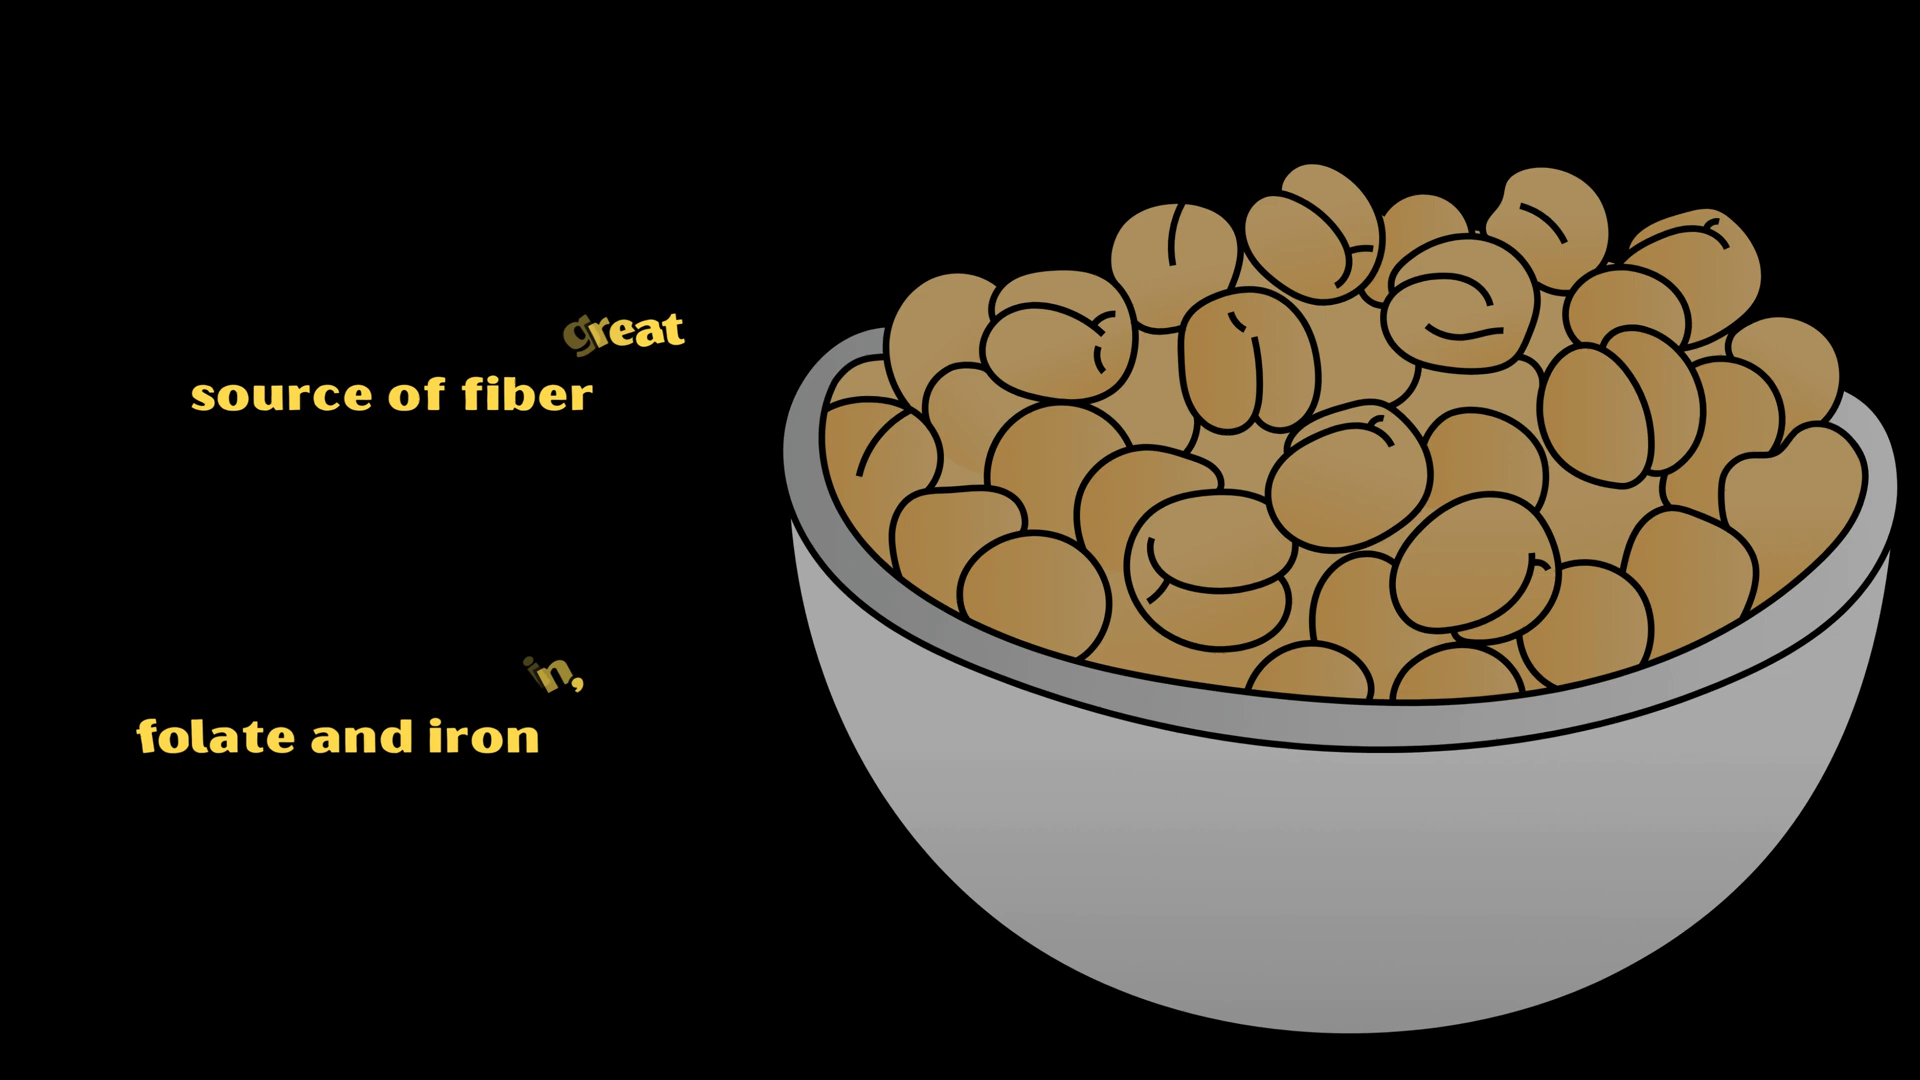 great
source of fiber
in,
folate and iron